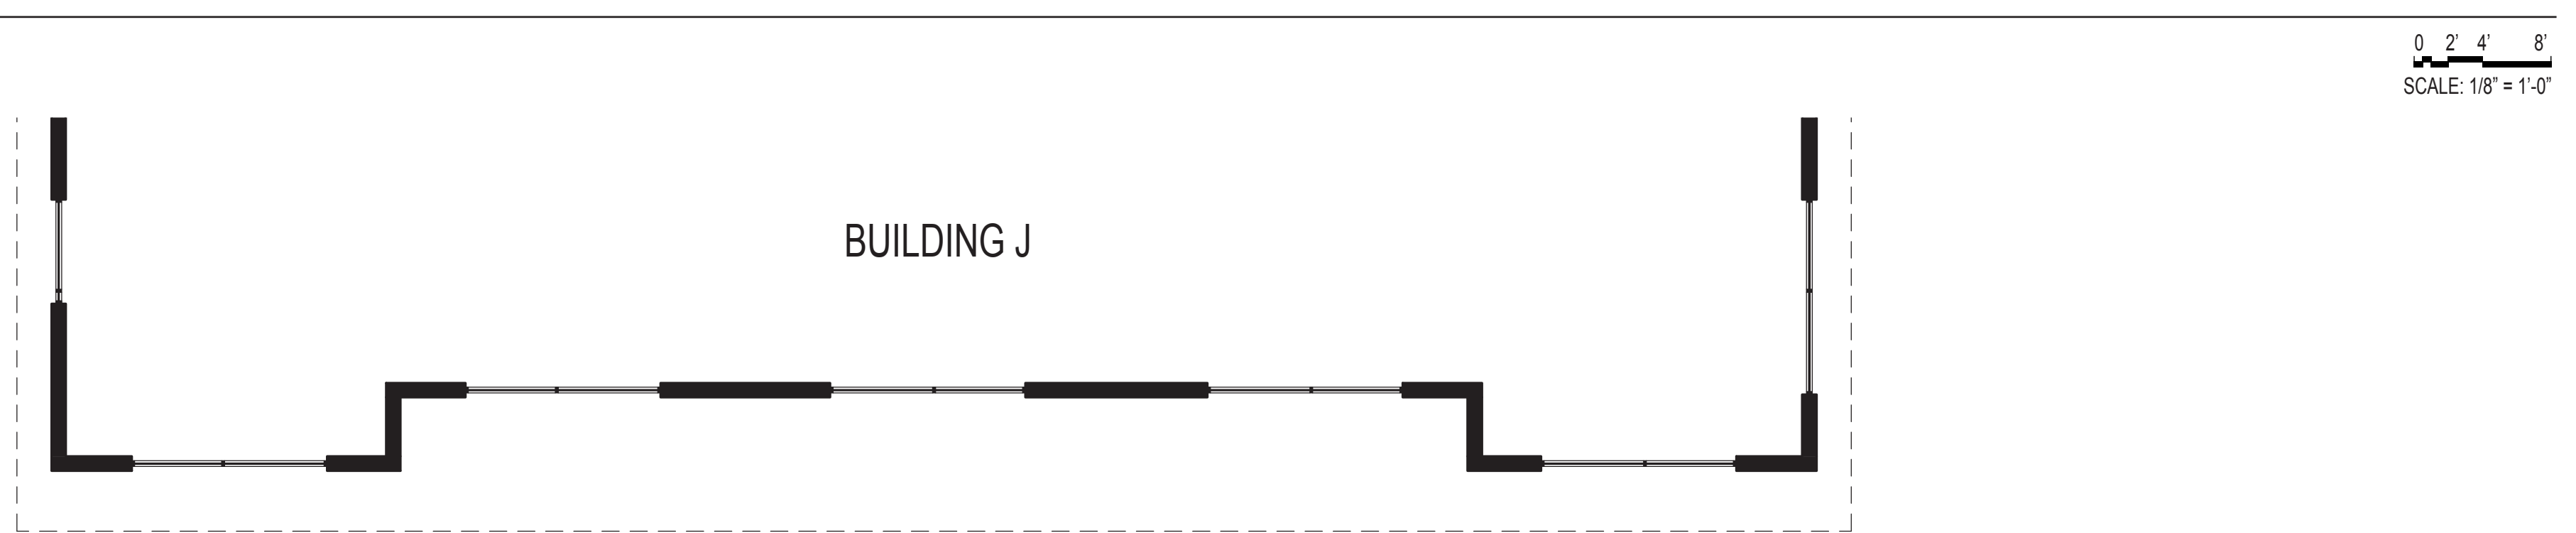 0 2’ 4’ 8’
SCALE: 1/8” = 1’-0”
BUILDING J